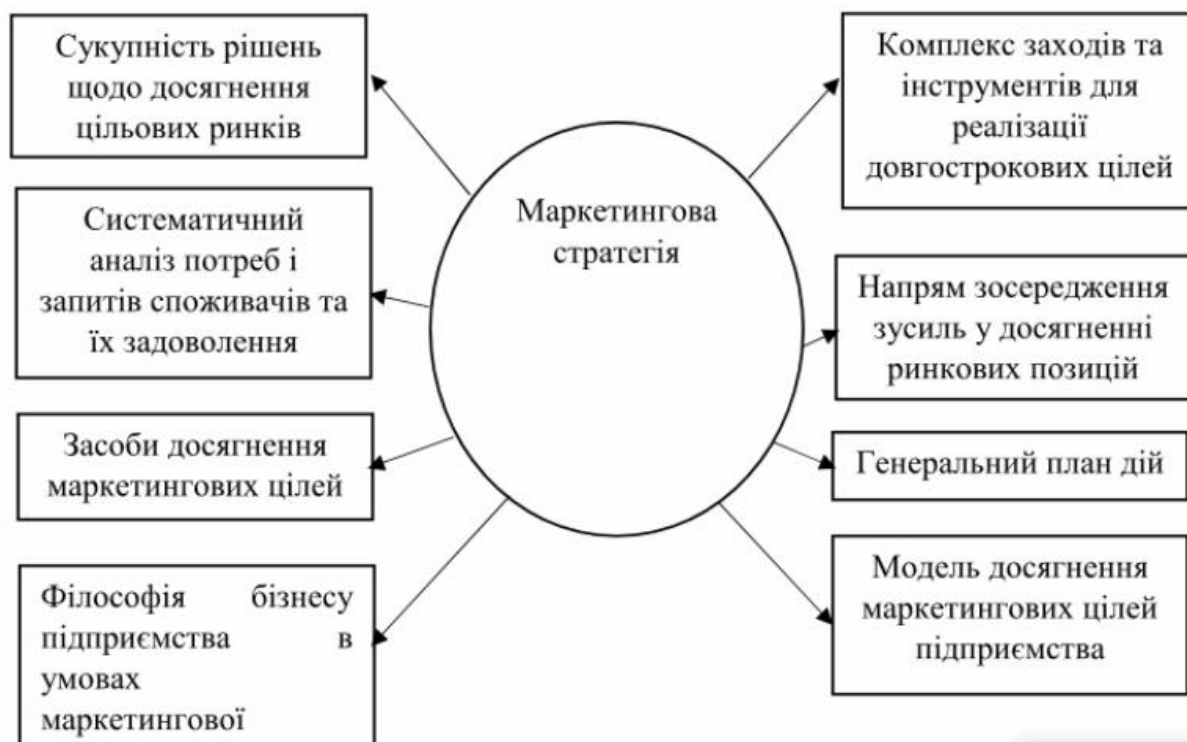 Сукупність рішень
щодо досягнення
цільових ринків
Систематичний
аналіз потреб і
запитів споживачів та
їх задоволення
Засоби досягнення
маркетингових цілей
Філософія бізнесу
підприємства в
умовах
маркетингової
Маркетингова
стратегія
Комплекс заходів та
інструментів для
реалізації
довгострокових цілей
Напрям зосередження
зусиль у досягненні
ринкових позицій
Генеральний план дій
Модель досягнення
маркетингових цілей
підприємства